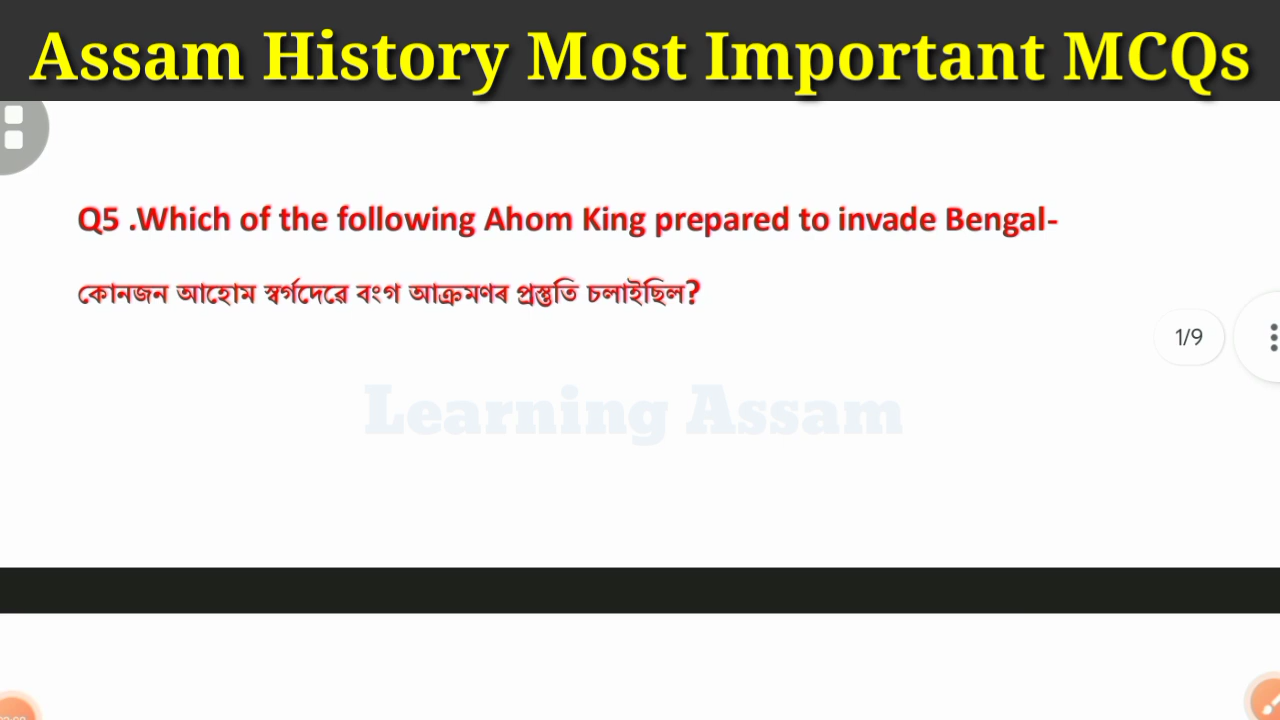 Assam History Most Important MCQs
Q5 .Which of the following Ahom King prepared to invade Bengal-
কোনজন আহোম স্বৰ্গদেৱে বংগ আক্ৰমণৰ প্ৰস্তুতি চলাইছিল?
1/9
Learning Assam